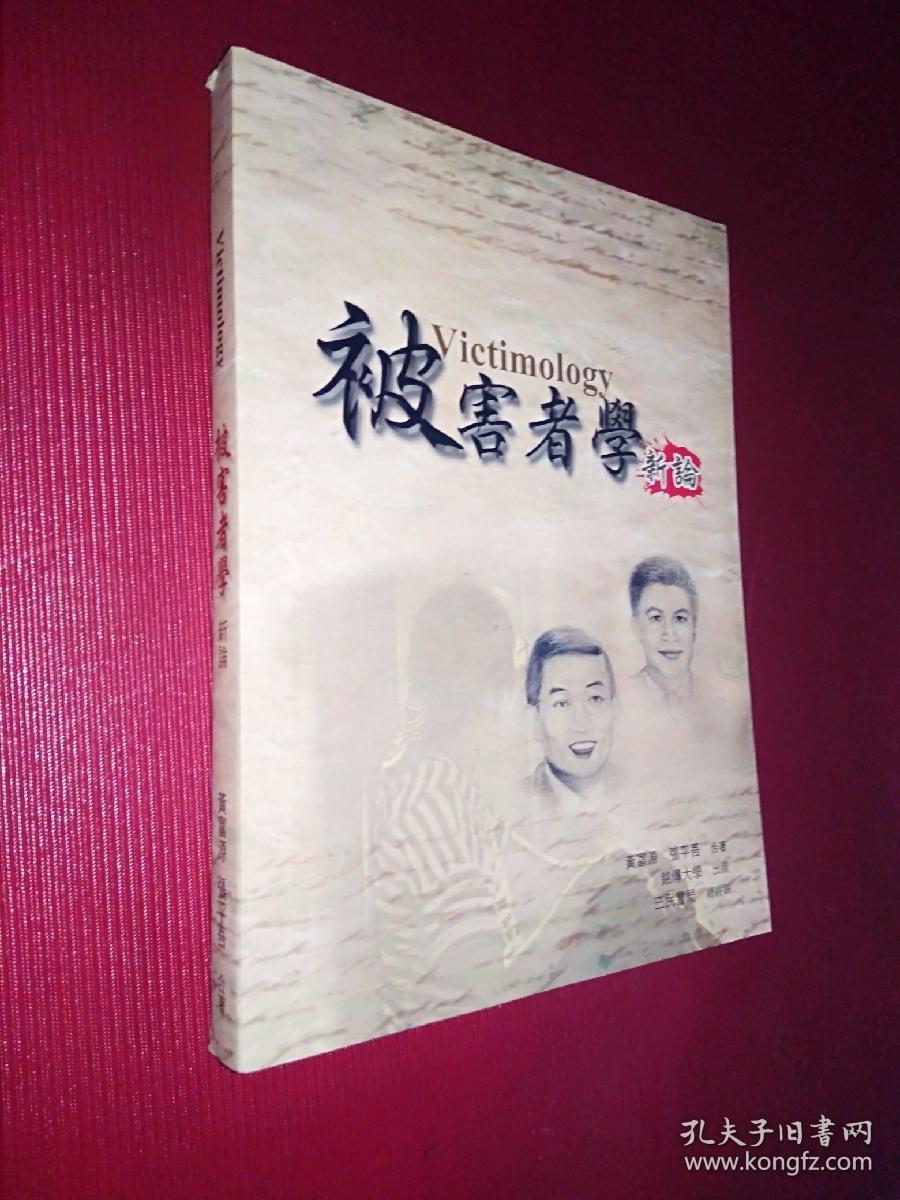 Victimology
被害者學
新論
黃富源 張平吾 合著
銘傳大學 出版
三民書局 總經銷
Victimology 被害者學 新論 黃富源 張平吾 合著
孔夫子旧書网
www.kongfz.com